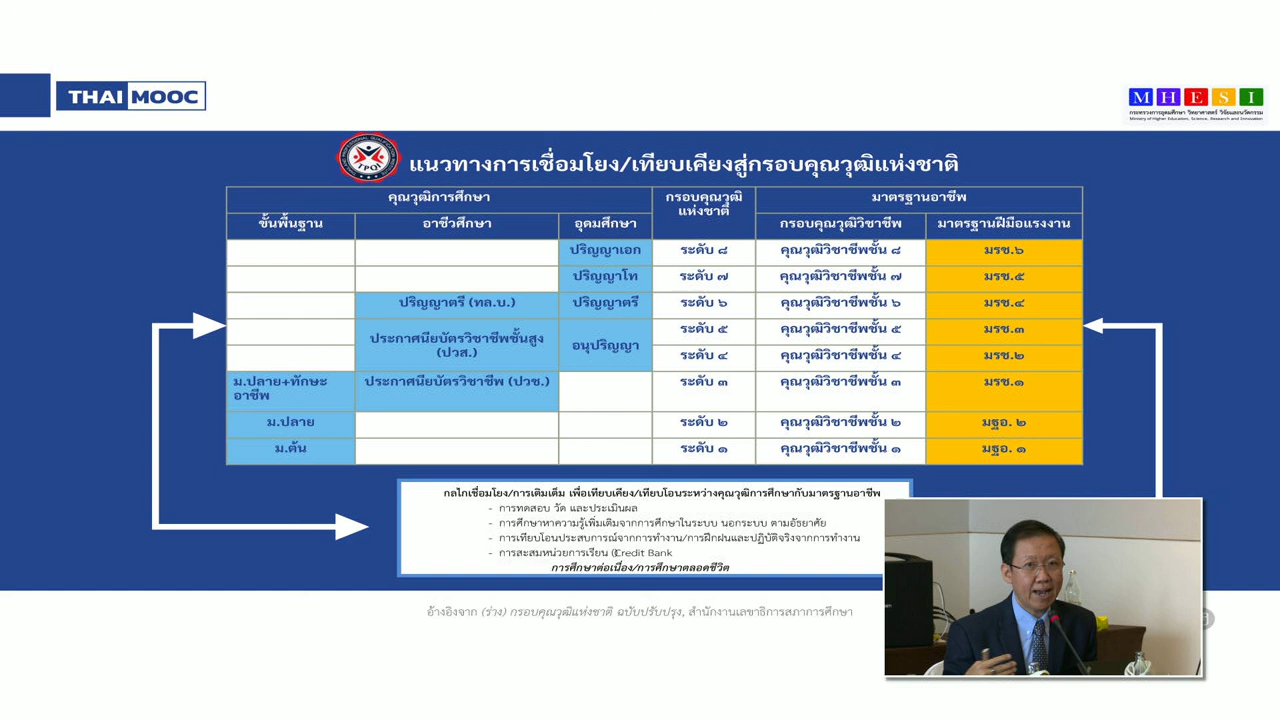 THAI MOOC
M H E S I
กระทรวงการอุดมศึกษา วิทยาศาสตร์ วิจัยและนวัตกรรม
Ministry of Higher Education, Science, Research and Innovation
TPQI
แนวทางการเชื่อมโยง/เทียบเคียงสู่กรอบคุณวุฒิแห่งชาติ
คุณวุฒิการศึกษา กรอบคุณวุฒิ มาตรฐานอาชีพ
แห่งชาติ
ขั้นพื้นฐาน อาชีวศึกษา อุดมศึกษา กรอบคุณวุฒิวิชาชีพ มาตรฐานฝีมือแรงงาน
ปริญญาเอก ระดับ ๘ คุณวุฒิวิชาชีพชั้น ๘ มรช.๖
ปริญญาโท ระดับ ๗ คุณวุฒิวิชาชีพชั้น ๗ มรช.๕
ปริญญาตรี (ทล.บ.) ปริญญาตรี ระดับ ๖ คุณวุฒิวิชาชีพชั้น ๖ มรช.๔
ประกาศนียบัตรวิชาชีพชั้นสูง
(ปวส.)
อนุปริญญา
ระดับ ๕ คุณวุฒิวิชาชีพชั้น ๕ มรช.๓
ระดับ ๔ คุณวุฒิวิชาชีพชั้น ๔ มรช.๒
ม.ปลาย+ทักษะ
อาชีพ
ประกาศนียบัตรวิชาชีพ (ปวช.) ระดับ ๓ คุณวุฒิวิชาชีพชั้น ๓ มรช.๑
ม.ปลาย ระดับ ๒ คุณวุฒิวิชาชีพชั้น ๒ มฐอ. ๒
ม.ต้น ระดับ ๑ คุณวุฒิวิชาชีพชั้น ๑ มฐอ. ๑
กลไกเชื่อมโยง/การเติมเต็ม เพื่อเทียบเคียง/เทียบโอนระหว่างคุณวุฒิการศึกษากับมาตรฐานอาชีพ
- การทดสอบ วัด และประเมินผล
- การศึกษาหาความรู้เพิ่มเติมจากการศึกษาในระบบ นอกระบบ ตามอัธยาศัย
- การเทียบโอนประสบการณ์จากการทำงาน/การฝึกฝนและปฏิบัติจริงจากการทำงาน
- การสะสมหน่วยการเรียน (Credit Bank
การศึกษาต่อเนื่อง/การศึกษาตลอดชีวิต
อ้างอิงจาก (ร่าง) กรอบคุณวุฒิแห่งชาติ ฉบับปรับปรุง, สำนักงานเลขาธิการสภาการศึกษา